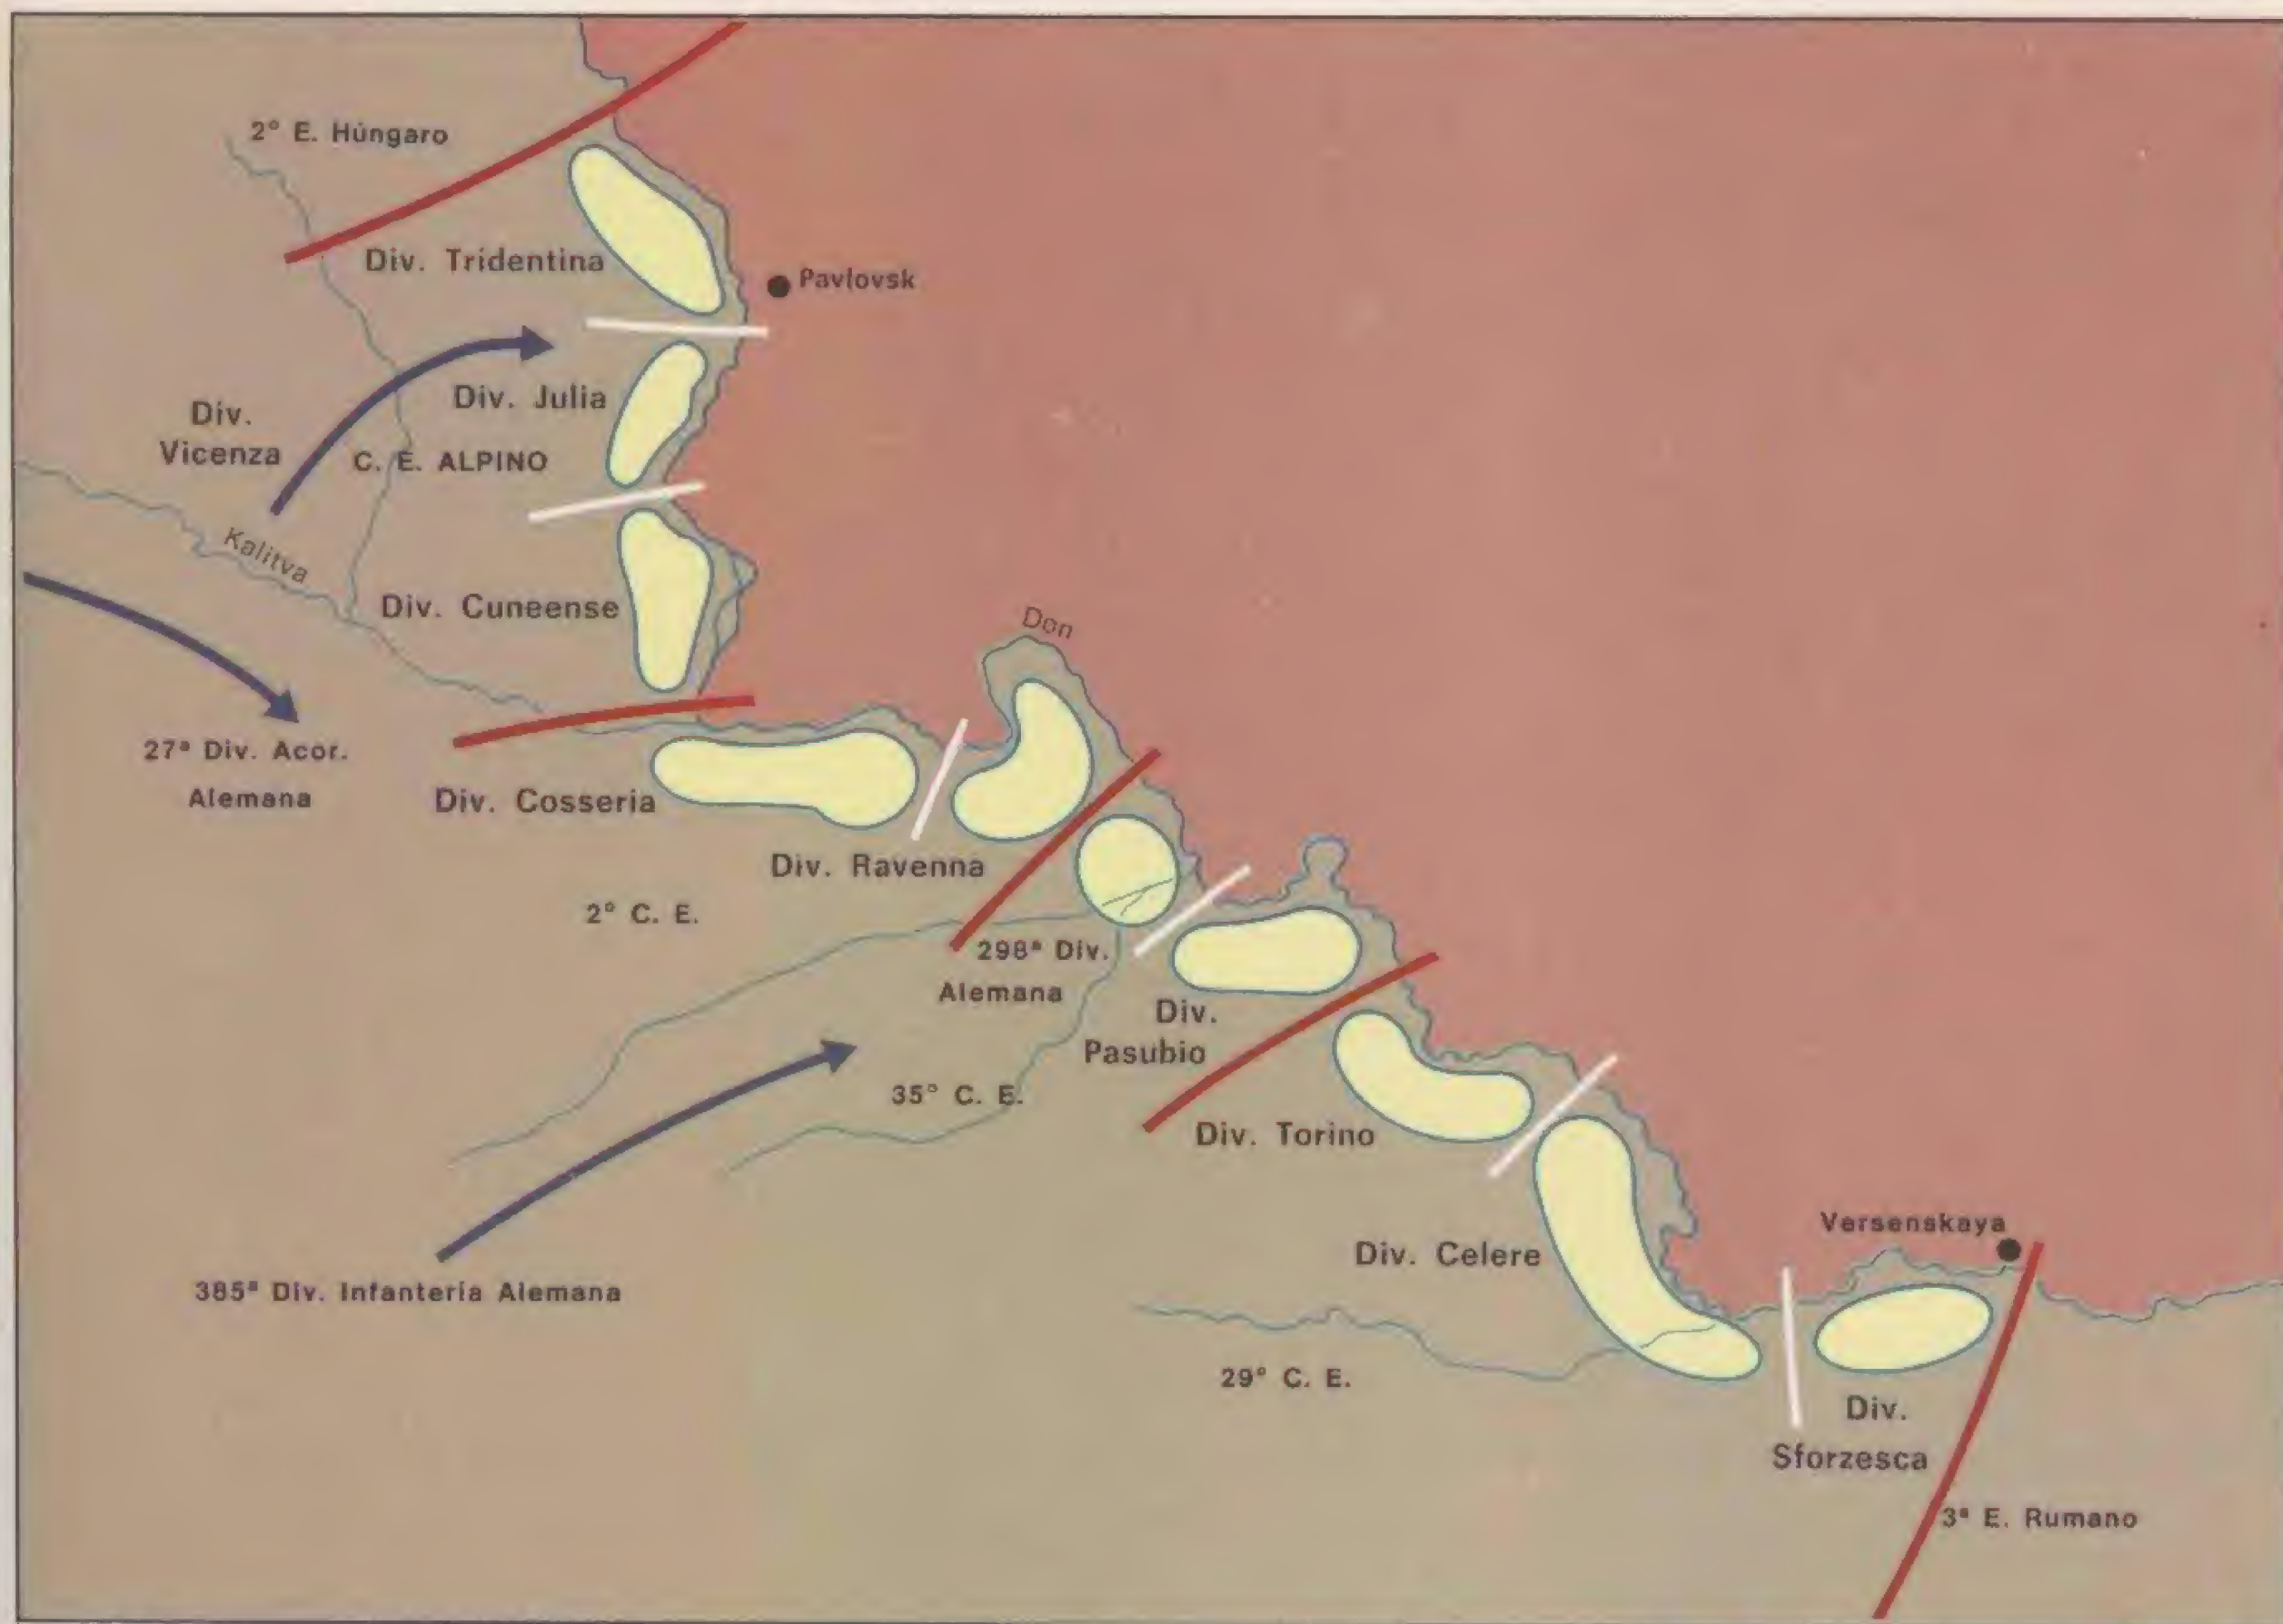 2° E. Húngaro
Div. Tridentina
Pavlovsk
Div. Julia
Div.
Vicenza
C. E. ALPINO
Kalitva
Div. Cuneense
Don
27ª Div. Acor.
Alemana
Div. Cosseria
Div. Ravenna
2° C. E.
298ª Div.
Alemana
Div.
Pasubio
35° C. E.
Div. Torino
Versenskaya
Div. Celere
385ª Div. Infantería Alemana
29° C. E.
Div.
Sforzesca
3ª E. Rumano